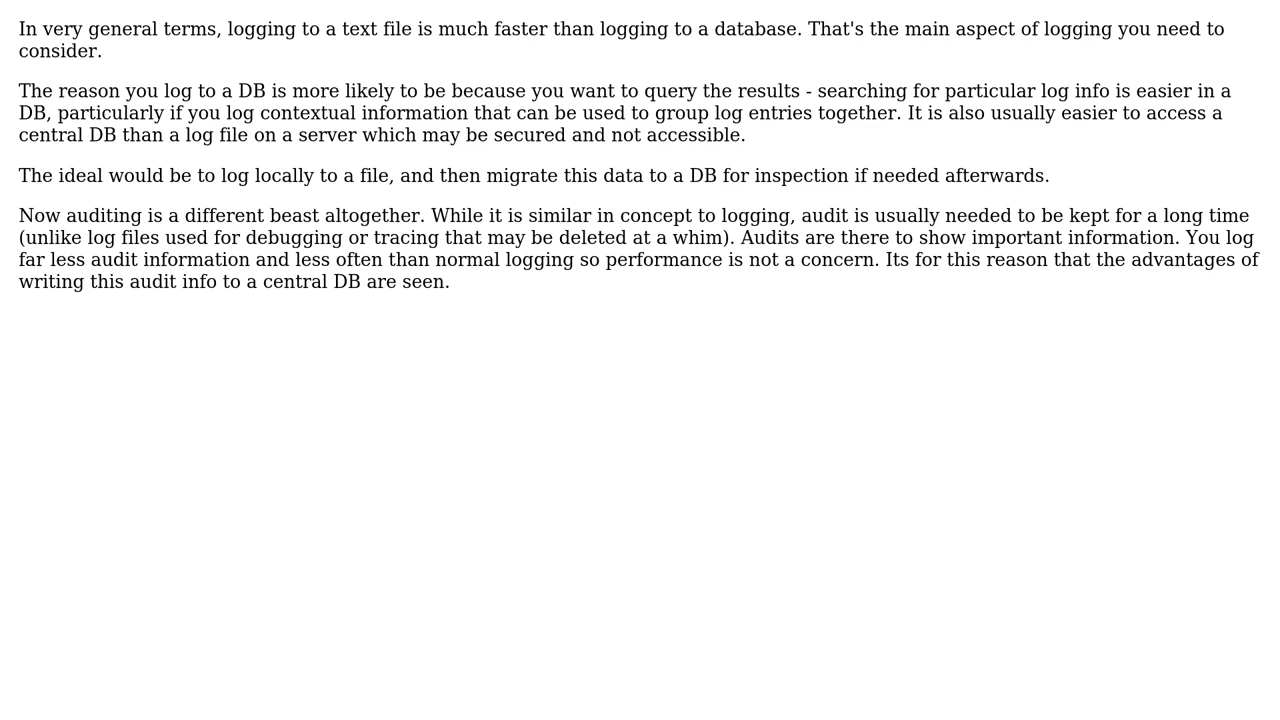 In very general terms, logging to a text file is much faster than logging to a database. That's the main aspect of logging you need to
consider.
The reason you log to a DB is more likely to be because you want to query the results - searching for particular log info is easier in a
DB, particularly if you log contextual information that can be used to group log entries together. It is also usually easier to access a
central DB than a log file on a server which may be secured and not accessible.
The ideal would be to log locally to a file, and then migrate this data to a DB for inspection if needed afterwards.
Now auditing is a different beast altogether. While it is similar in concept to logging, audit is usually needed to be kept for a long time
(unlike log files used for debugging or tracing that may be deleted at a whim). Audits are there to show important information. You log
far less audit information and less often than normal logging so performance is not a concern. Its for this reason that the advantages of
writing this audit info to a central DB are seen.